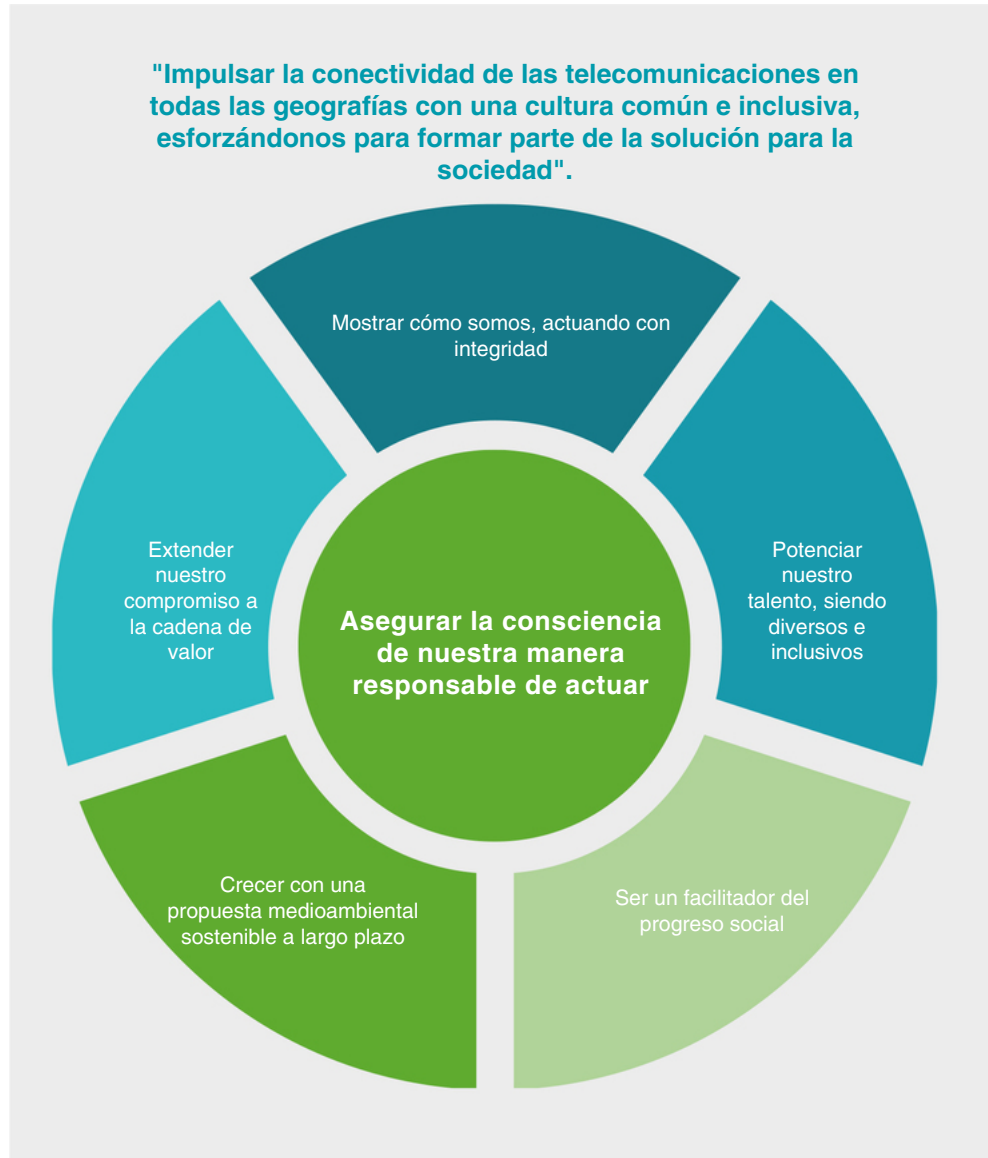 "Impulsar la conectividad de las telecomunicaciones en
todas las geografías con una cultura común e inclusiva,
esforzándonos para formar parte de la solución para la
sociedad".
Mostrar cómo somos, actuando con
integridad
Potenciar
nuestro
talento, siendo
diversos e
inclusivos
Ser un facilitador del
progreso social
Crecer con una
propuesta medioambiental
sostenible a largo plazo
Extender
nuestro
compromiso a
la cadena de
valor
Asegurar la consciencia
de nuestra manera
responsable de actuar